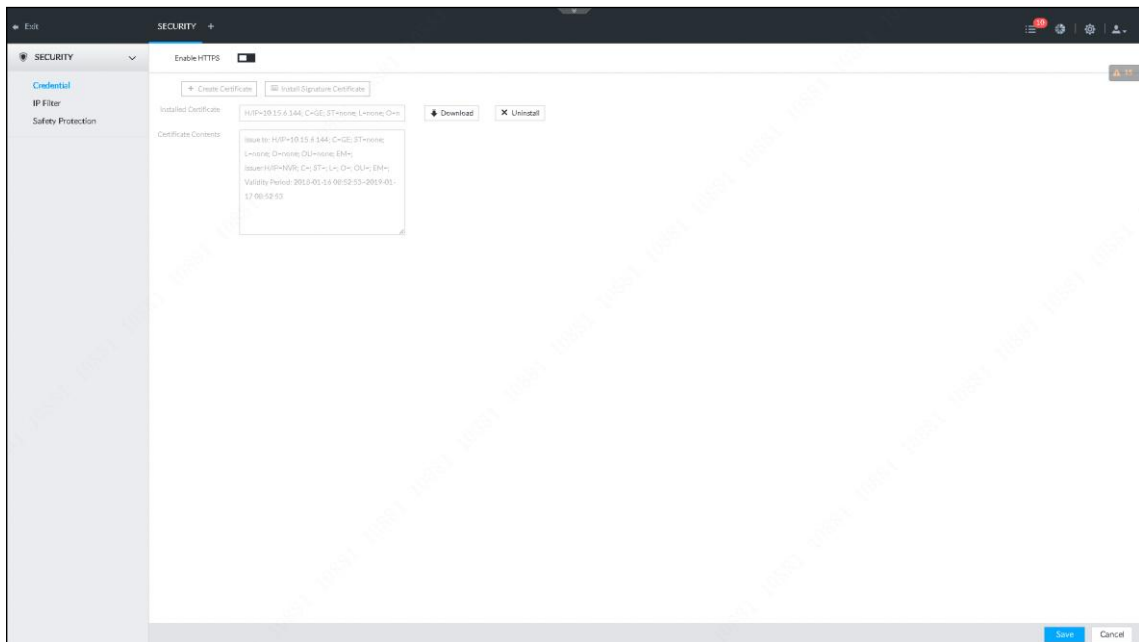 Exit
SECURITY +
10
SECURITY
Enable HTTPS
33
Credential
IP Filter
Safety Protection
+ Create Certificate
Install Signature Certificate
Installed Certificate
H/IP=10.15.6.144; C=GE; ST=none; L=none; O=n
Download
X Uninstall
Certificate Contents
Issue to: H/IP=10.15.6.144; C=GE; ST=none;
L=none; O=none; OU=none; EM=;
Issuer:H/IP=NVR; C=; ST=; L=; O=; OU=; EM=;
Validity Period: 2018-01-16 08:52:53~2019-01-
17 08:52:53
Save
Cancel